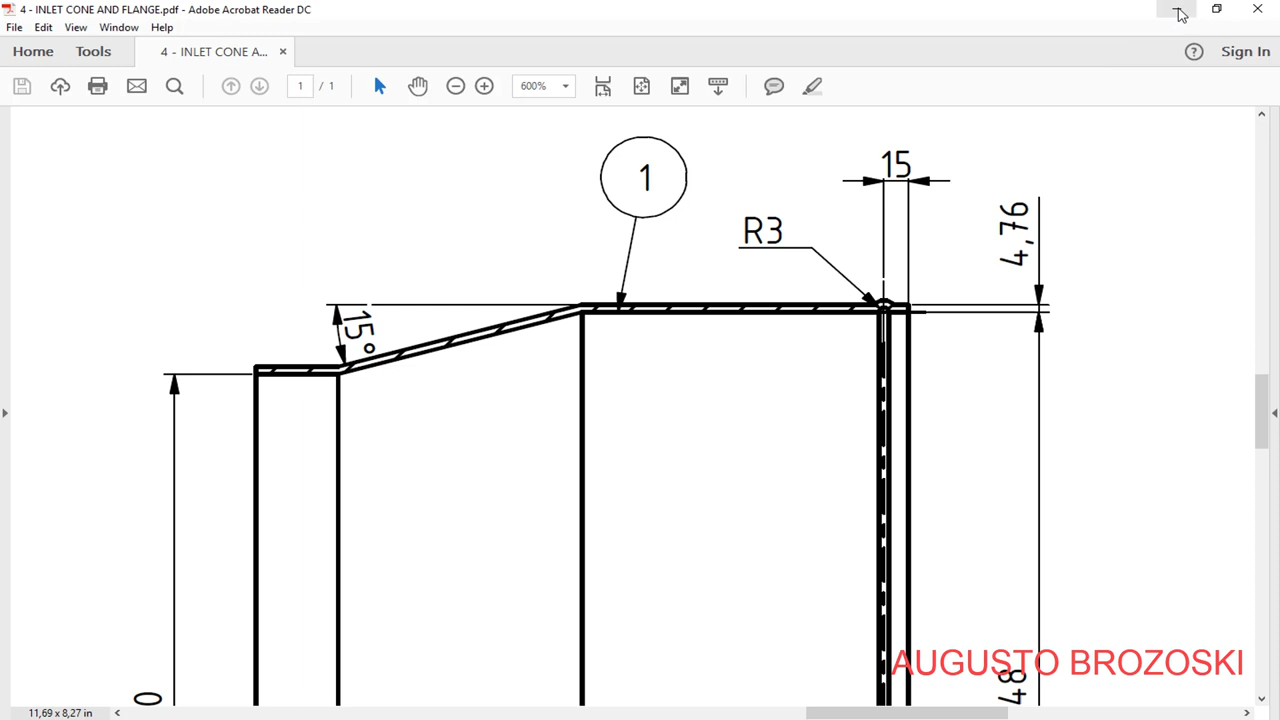 4 - INLET CONE AND FLANGE.pdf - Adobe Acrobat Reader DC
File Edit View Window Help
Home Tools 4 - INLET CONE A... × ? Sign In
1 / 1 600%
1
15
R3
4,76
15°
0
48
AUGUSTO BROZOSKI
11,69 x 8,27 in